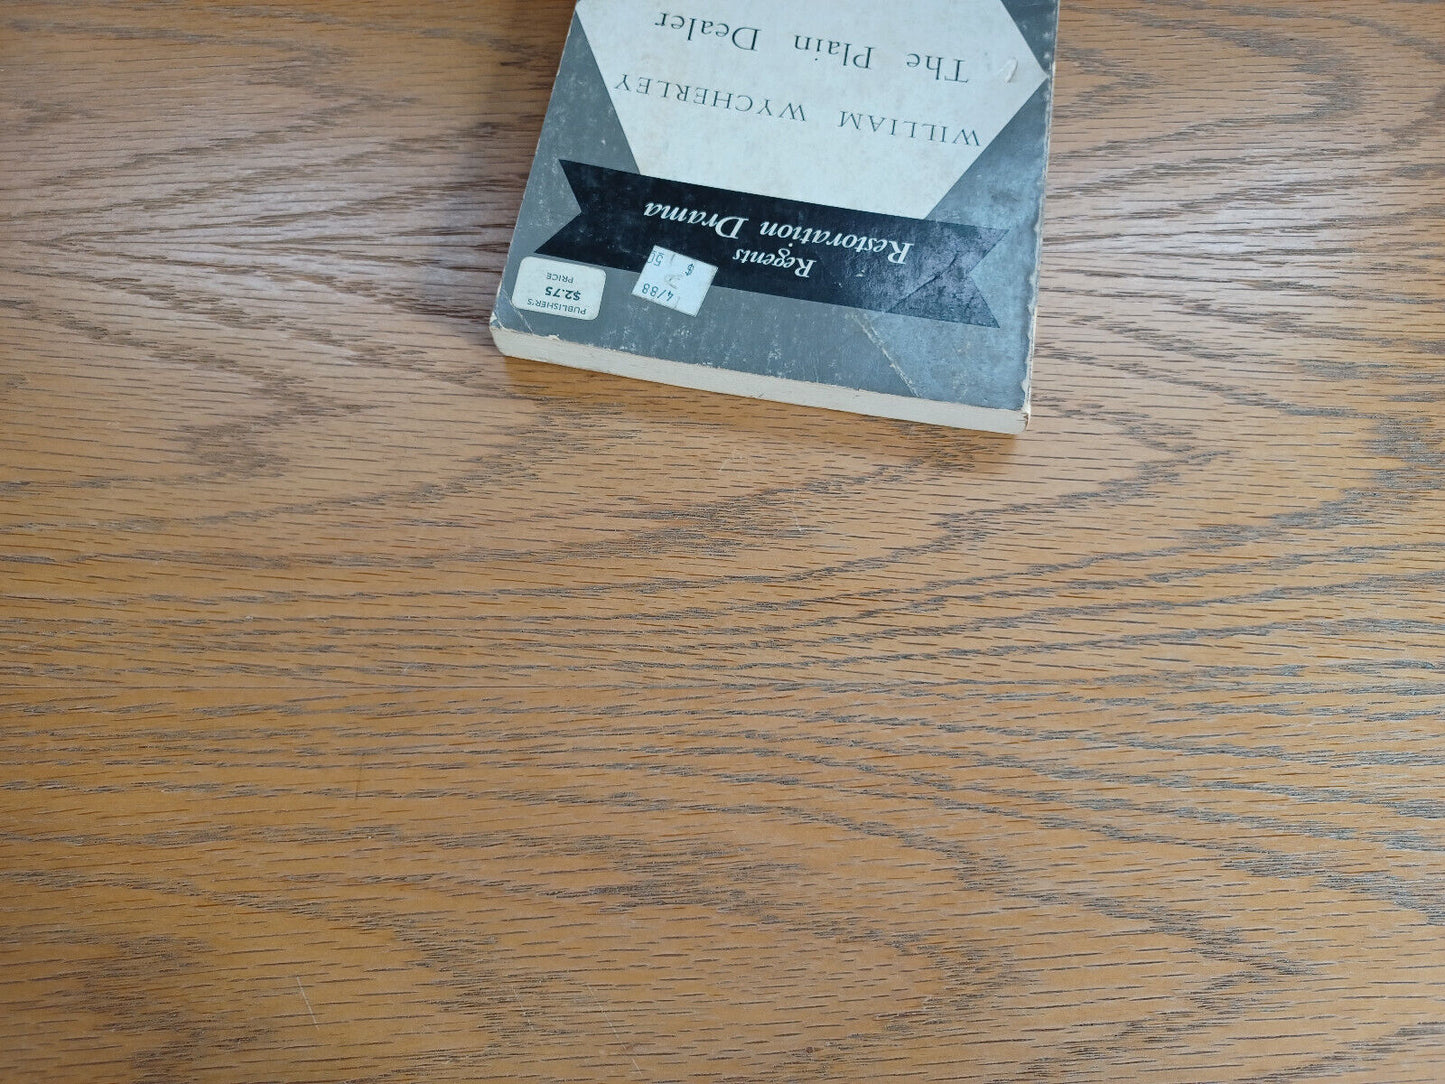 PUBLISHER'S
$2.75
PRICE
4/88
Regents
Restoration Drama
WILLIAM WYCHERLEY
The Plain Dealer